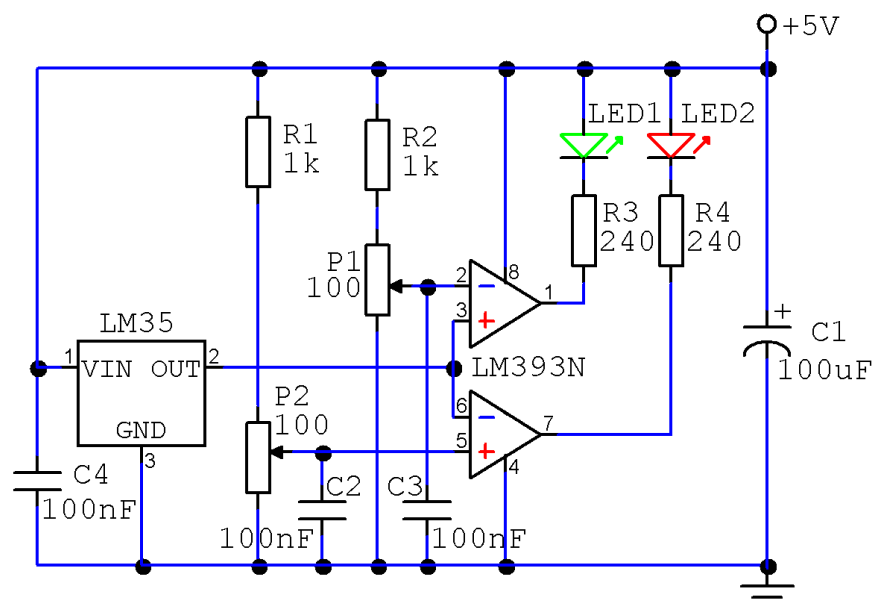 +5V
LED1
LED2
R1
1k
R2
1k
R3
240
R4
240
P1
100
2
8
1
3
+
C1
100uF
LM35
1
VIN
OUT
2
GND
3
LM393N
P2
100
6
5
7
4
C4
100nF
C2
100nF
C3
100nF